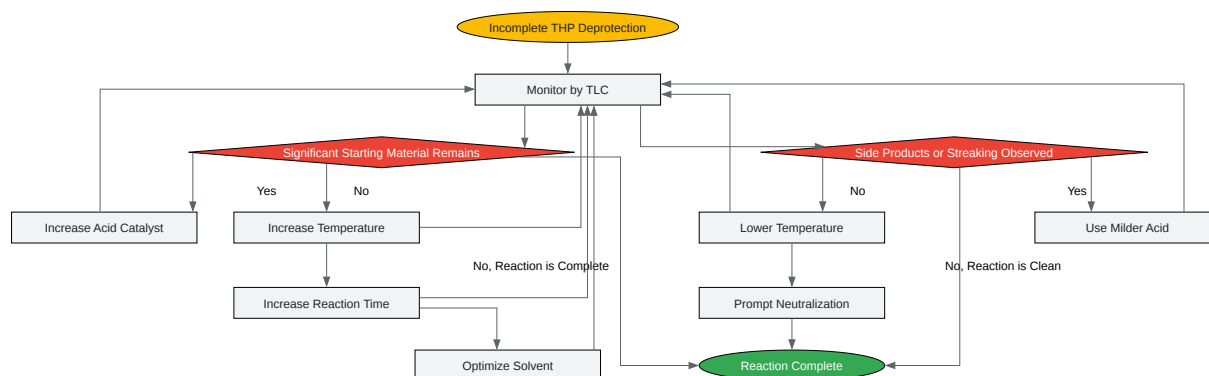 Incomplete THP Deprotection
Monitor by TLC
Significant Starting Material Remains
Side Products or Streaking Observed
Yes
No
No
Yes
Increase Acid Catalyst
Increase Temperature
Lower Temperature
Use Milder Acid
No, Reaction is Complete
No, Reaction is Clean
Increase Reaction Time
Prompt Neutralization
Optimize Solvent
Reaction Complete